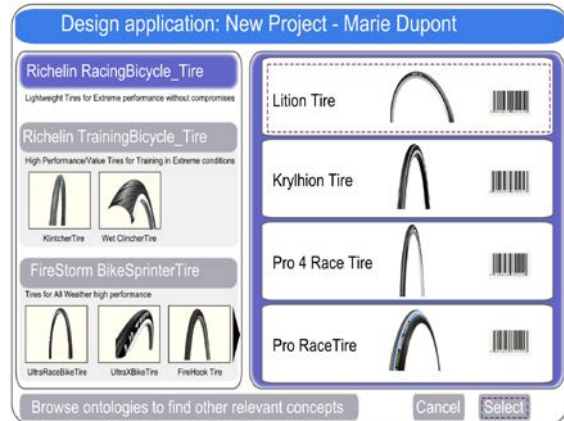 Design application: New Project - Marie Dupont
Richelin RacingBicycle_Tire
Lightweight Tires for Extreme performance without compromises
Richelin TrainingBicycle_Tire
High Performance/Value Tires for Training in Extreme conditions
KlintcherTire
Wet ClincherTire
FireStorm BikeSprinterTire
Tires for All Weather high performance
UltraRaceBikeTire
UltraXBikeTire
FireHook Tire
Lition Tire
Krylhion Tire
Pro 4 Race Tire
Pro RaceTire
Browse ontologies to find other relevant concepts
Cancel
Select